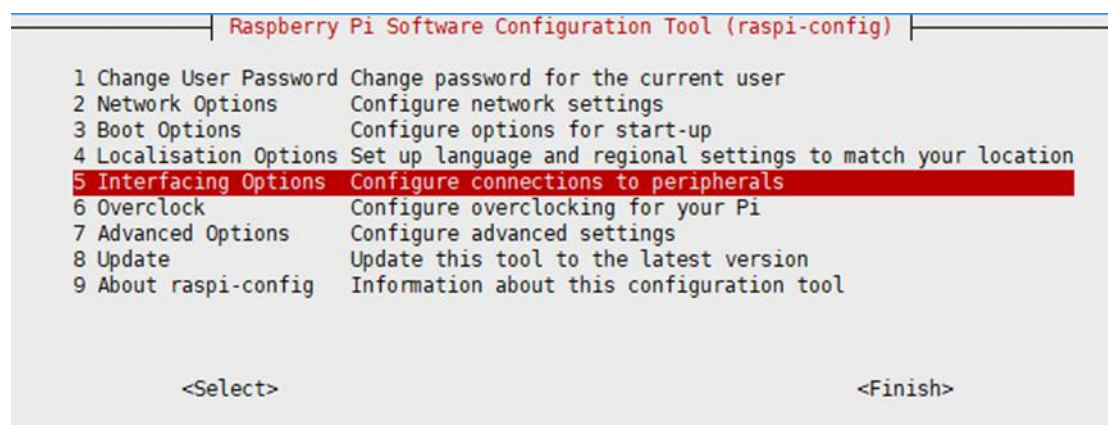 Raspberry Pi Software Configuration Tool (raspi-config)
1 Change User Password Change password for the current user
2 Network Options Configure network settings
3 Boot Options Configure options for start-up
4 Localisation Options Set up language and regional settings to match your location
5 Interfacing Options Configure connections to peripherals
6 Overclock Configure overclocking for your Pi
7 Advanced Options Configure advanced settings
8 Update Update this tool to the latest version
9 About raspi-config Information about this configuration tool
<Select> <Finish>